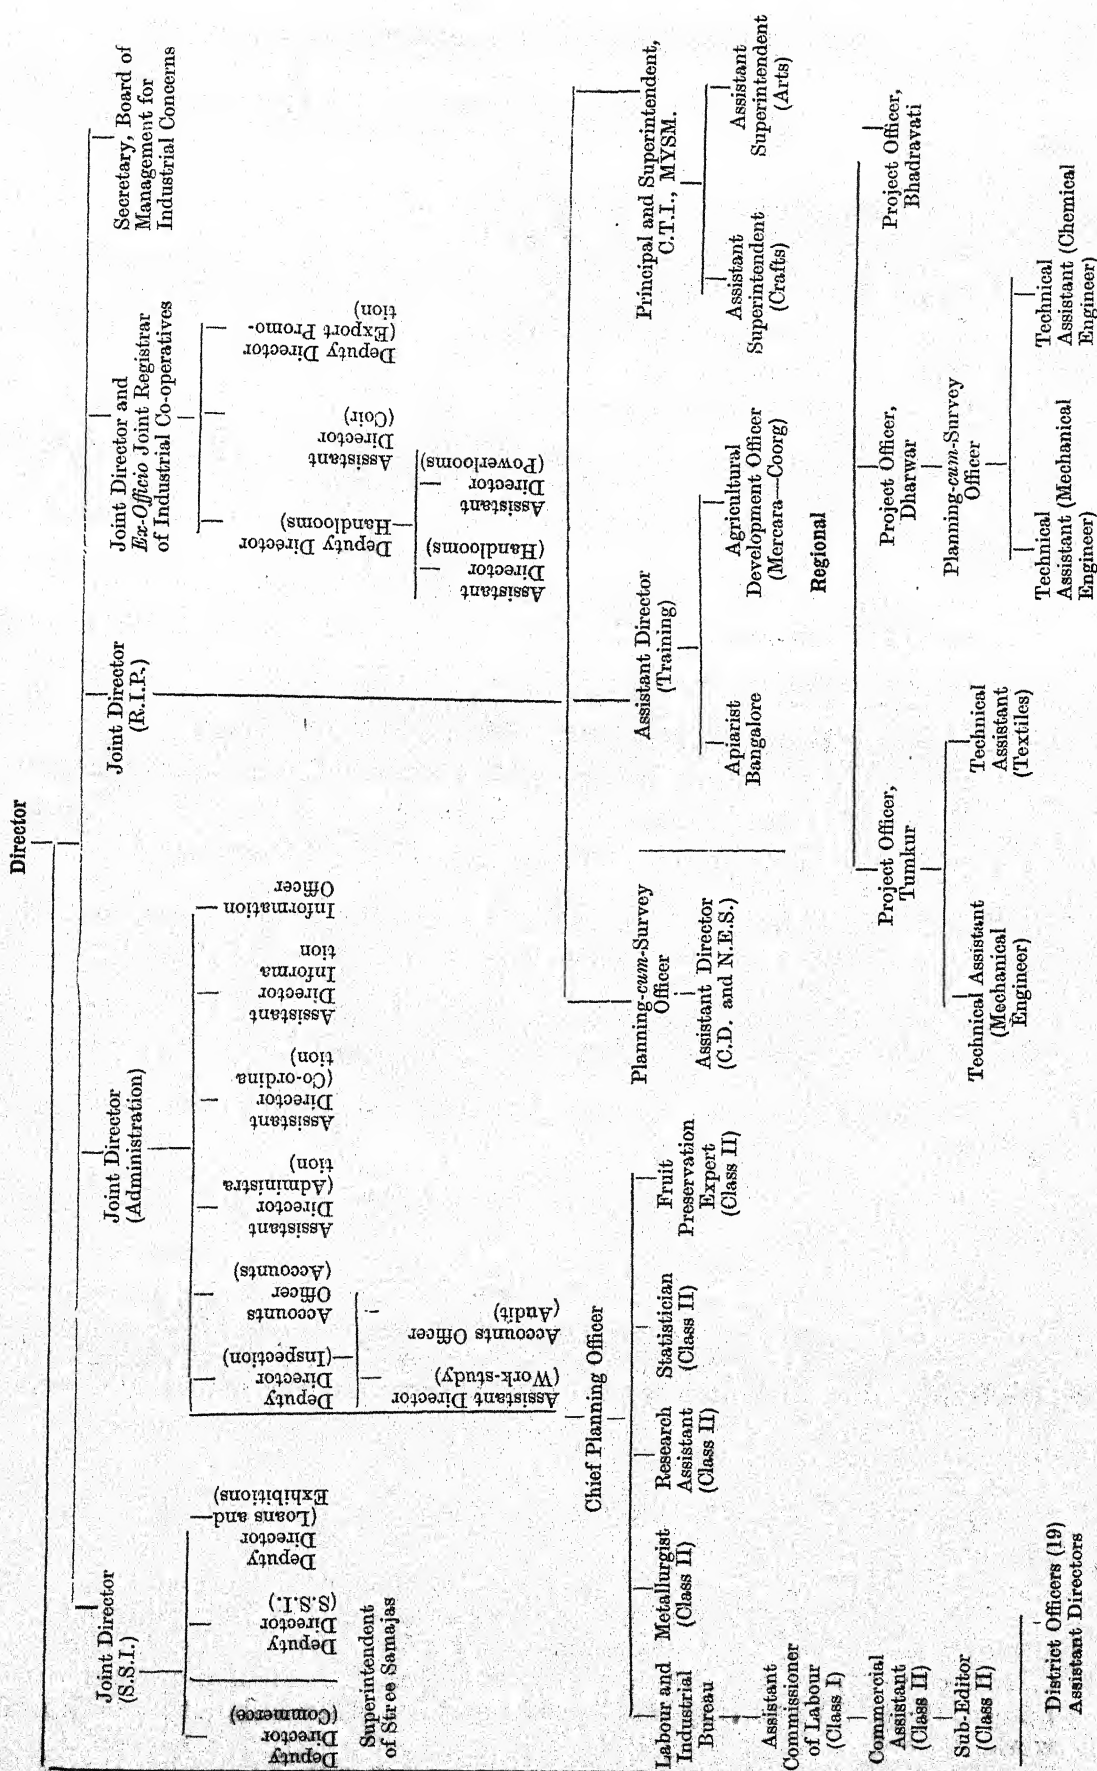 Director
Joint Director
(S.S.I.)
Joint Director
(Administration)
Joint Director
(R.I.P.)
Joint Director and
Ex-Officio Joint Registrar
of Industrial Co-operatives
Secretary, Board of
Management for
Industrial Concerns
Deputy
Director
(Commerce)
Deputy
Director
(S.S.I.)
Deputy
Director
(Loans and
Exhibitions)
Superintendent
of Stree Samajas
Deputy
Director
(Inspection)
Accounts
Officer
(Accounts)
Assistant
Director
(Administra
tion)
Assistant
Director
(Co-ordina
tion)
Assistant
Director
Informa
tion
Information
Officer
Assistant Director
(Work-study)
Accounts Officer
(Audit)
Deputy Director
Handlooms)
Assistant
Director
(Coir)
Deputy Director
(Export Promo-
tion)
Assistant
Director
(Handlooms)
Assistant
Director
(Powerlooms)
Chief Planning Officer
Labour and
Industrial
Bureau
Metallurgist
(Class II)
Research
Assistant
(Class II)
Statistician
(Class II)
Fruit
Preservation
Expert
(Class II)
Assistant
Commissioner
of Labour
(Class I)
Commercial
Assistant
(Class II)
Sub-Editor
(Class II)
District Officers (19)
Assistant Directors
Planning-cum-Survey
Officer
Assistant Director
(C.D. and N.E.S.)
Assistant Director
(Training)
Apiarist
Bangalore
Agricultural
Development Officer
(Mercara—Coorg)
Principal and Superintendent,
C.T.I., MYSM.
Assistant
Superintendent
(Crafts)
Assistant
Superintendent
(Arts)
Regional
Project Officer,
Tumkur
Project Officer,
Dharwar
Project Officer,
Bhadravati
Technical Assistant
(Mechanical
Engineer)
Technical
Assistant
(Textiles)
Planning-cum-Survey
Officer
Technical
Assistant (Mechanical
Engineer)
Technical
Assistant (Chemical
Engineer)